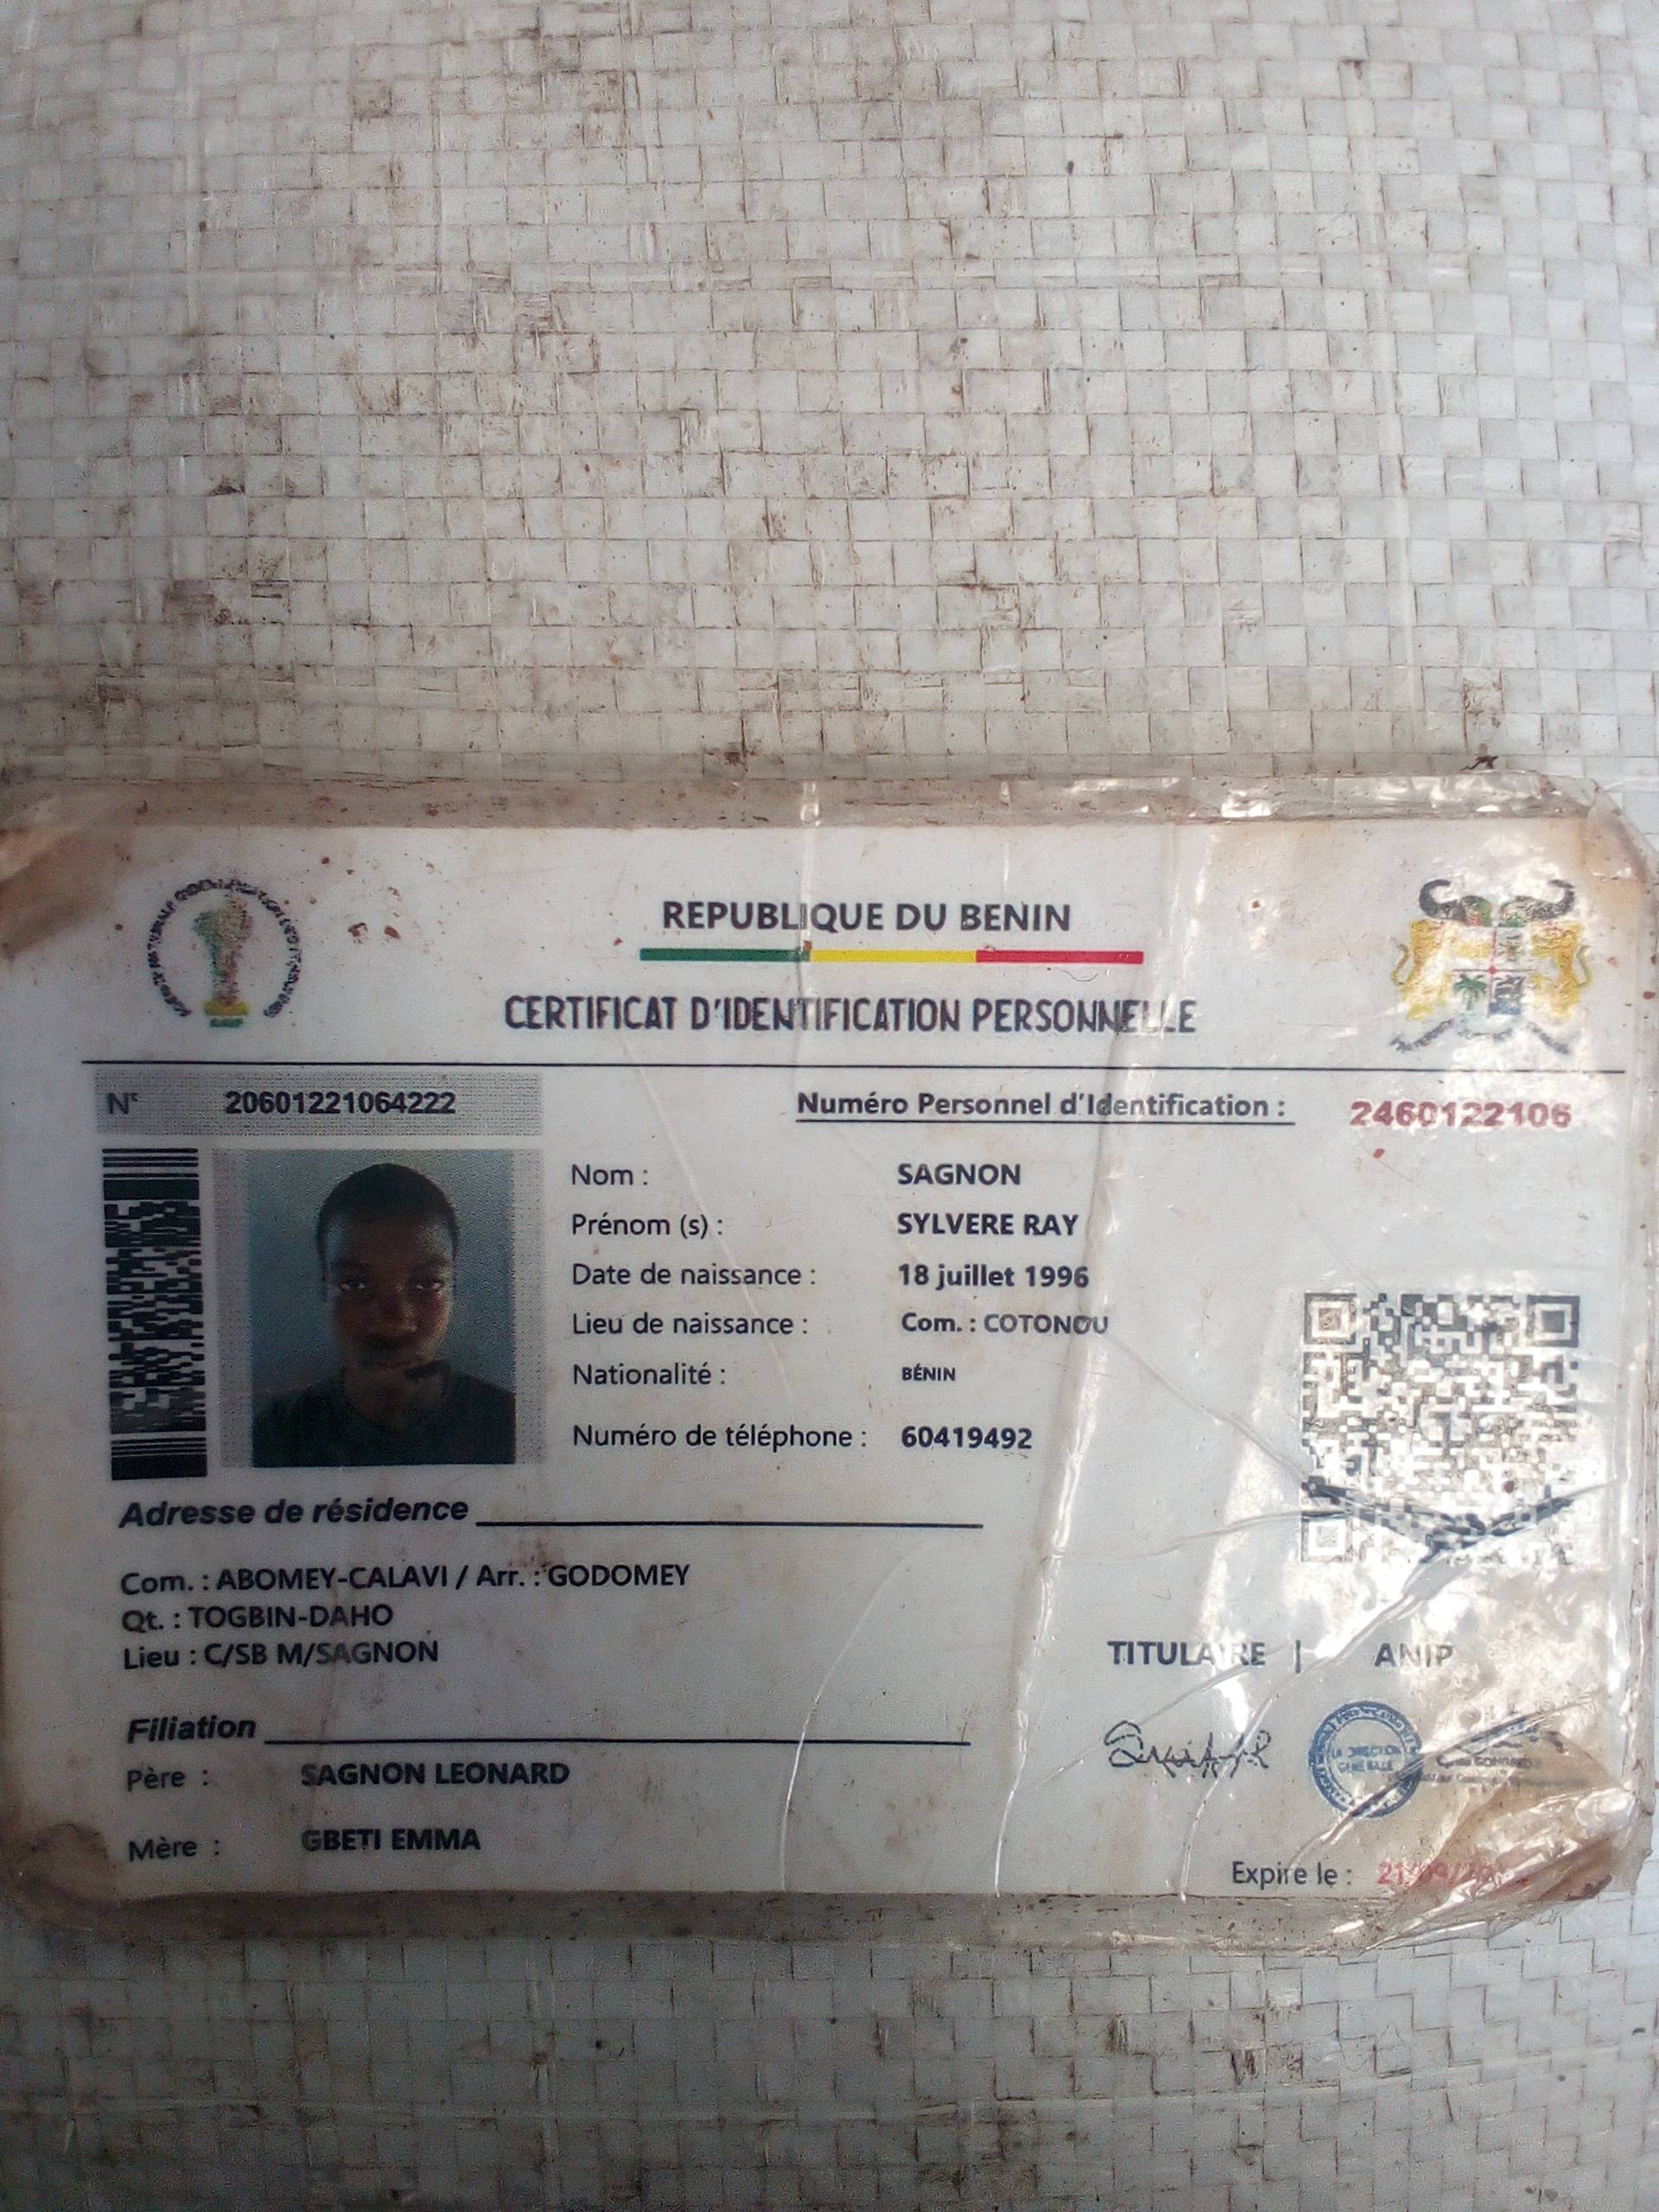 REPUBLIQUE DU BENIN
CERTIFICAT D'IDENTIFICATION PERSONNELLE
N° 20601221064222
Numéro Personnel d'Identification : 2460122106
Nom : SAGNON
Prénom (s) : SYLVERE RAY
Date de naissance : 18 juillet 1996
Lieu de naissance : Com. : COTONOU
Nationalité : BÉNIN
Numéro de téléphone : 60419492
Adresse de résidence
Com. : ABOMEY-CALAVI / Arr. : GODOMEY
Qt. : TOGBIN-DAHO
Lieu : C/SB M/SAGNON
TITULAIRE | ANIP
Filiation
Père : SAGNON LEONARD
Mère : GBETI EMMA
LA DIRECTION
GENERALE
Expire le :